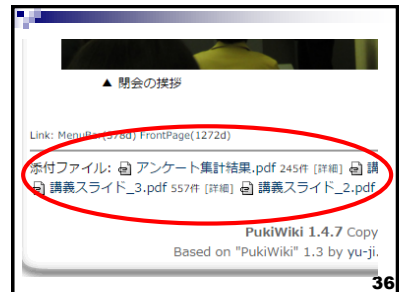 ▲ 閉会の挨拶
Link: MenuBar(578d) FrontPage(1272d)
添付ファイル: アンケート集計結果.pdf 245件 [詳細] 講
講義スライド_3.pdf 557件 [詳細] 講義スライド_2.pdf
PukiWiki 1.4.7 Copy
Based on "PukiWiki" 1.3 by yu-ji.
36